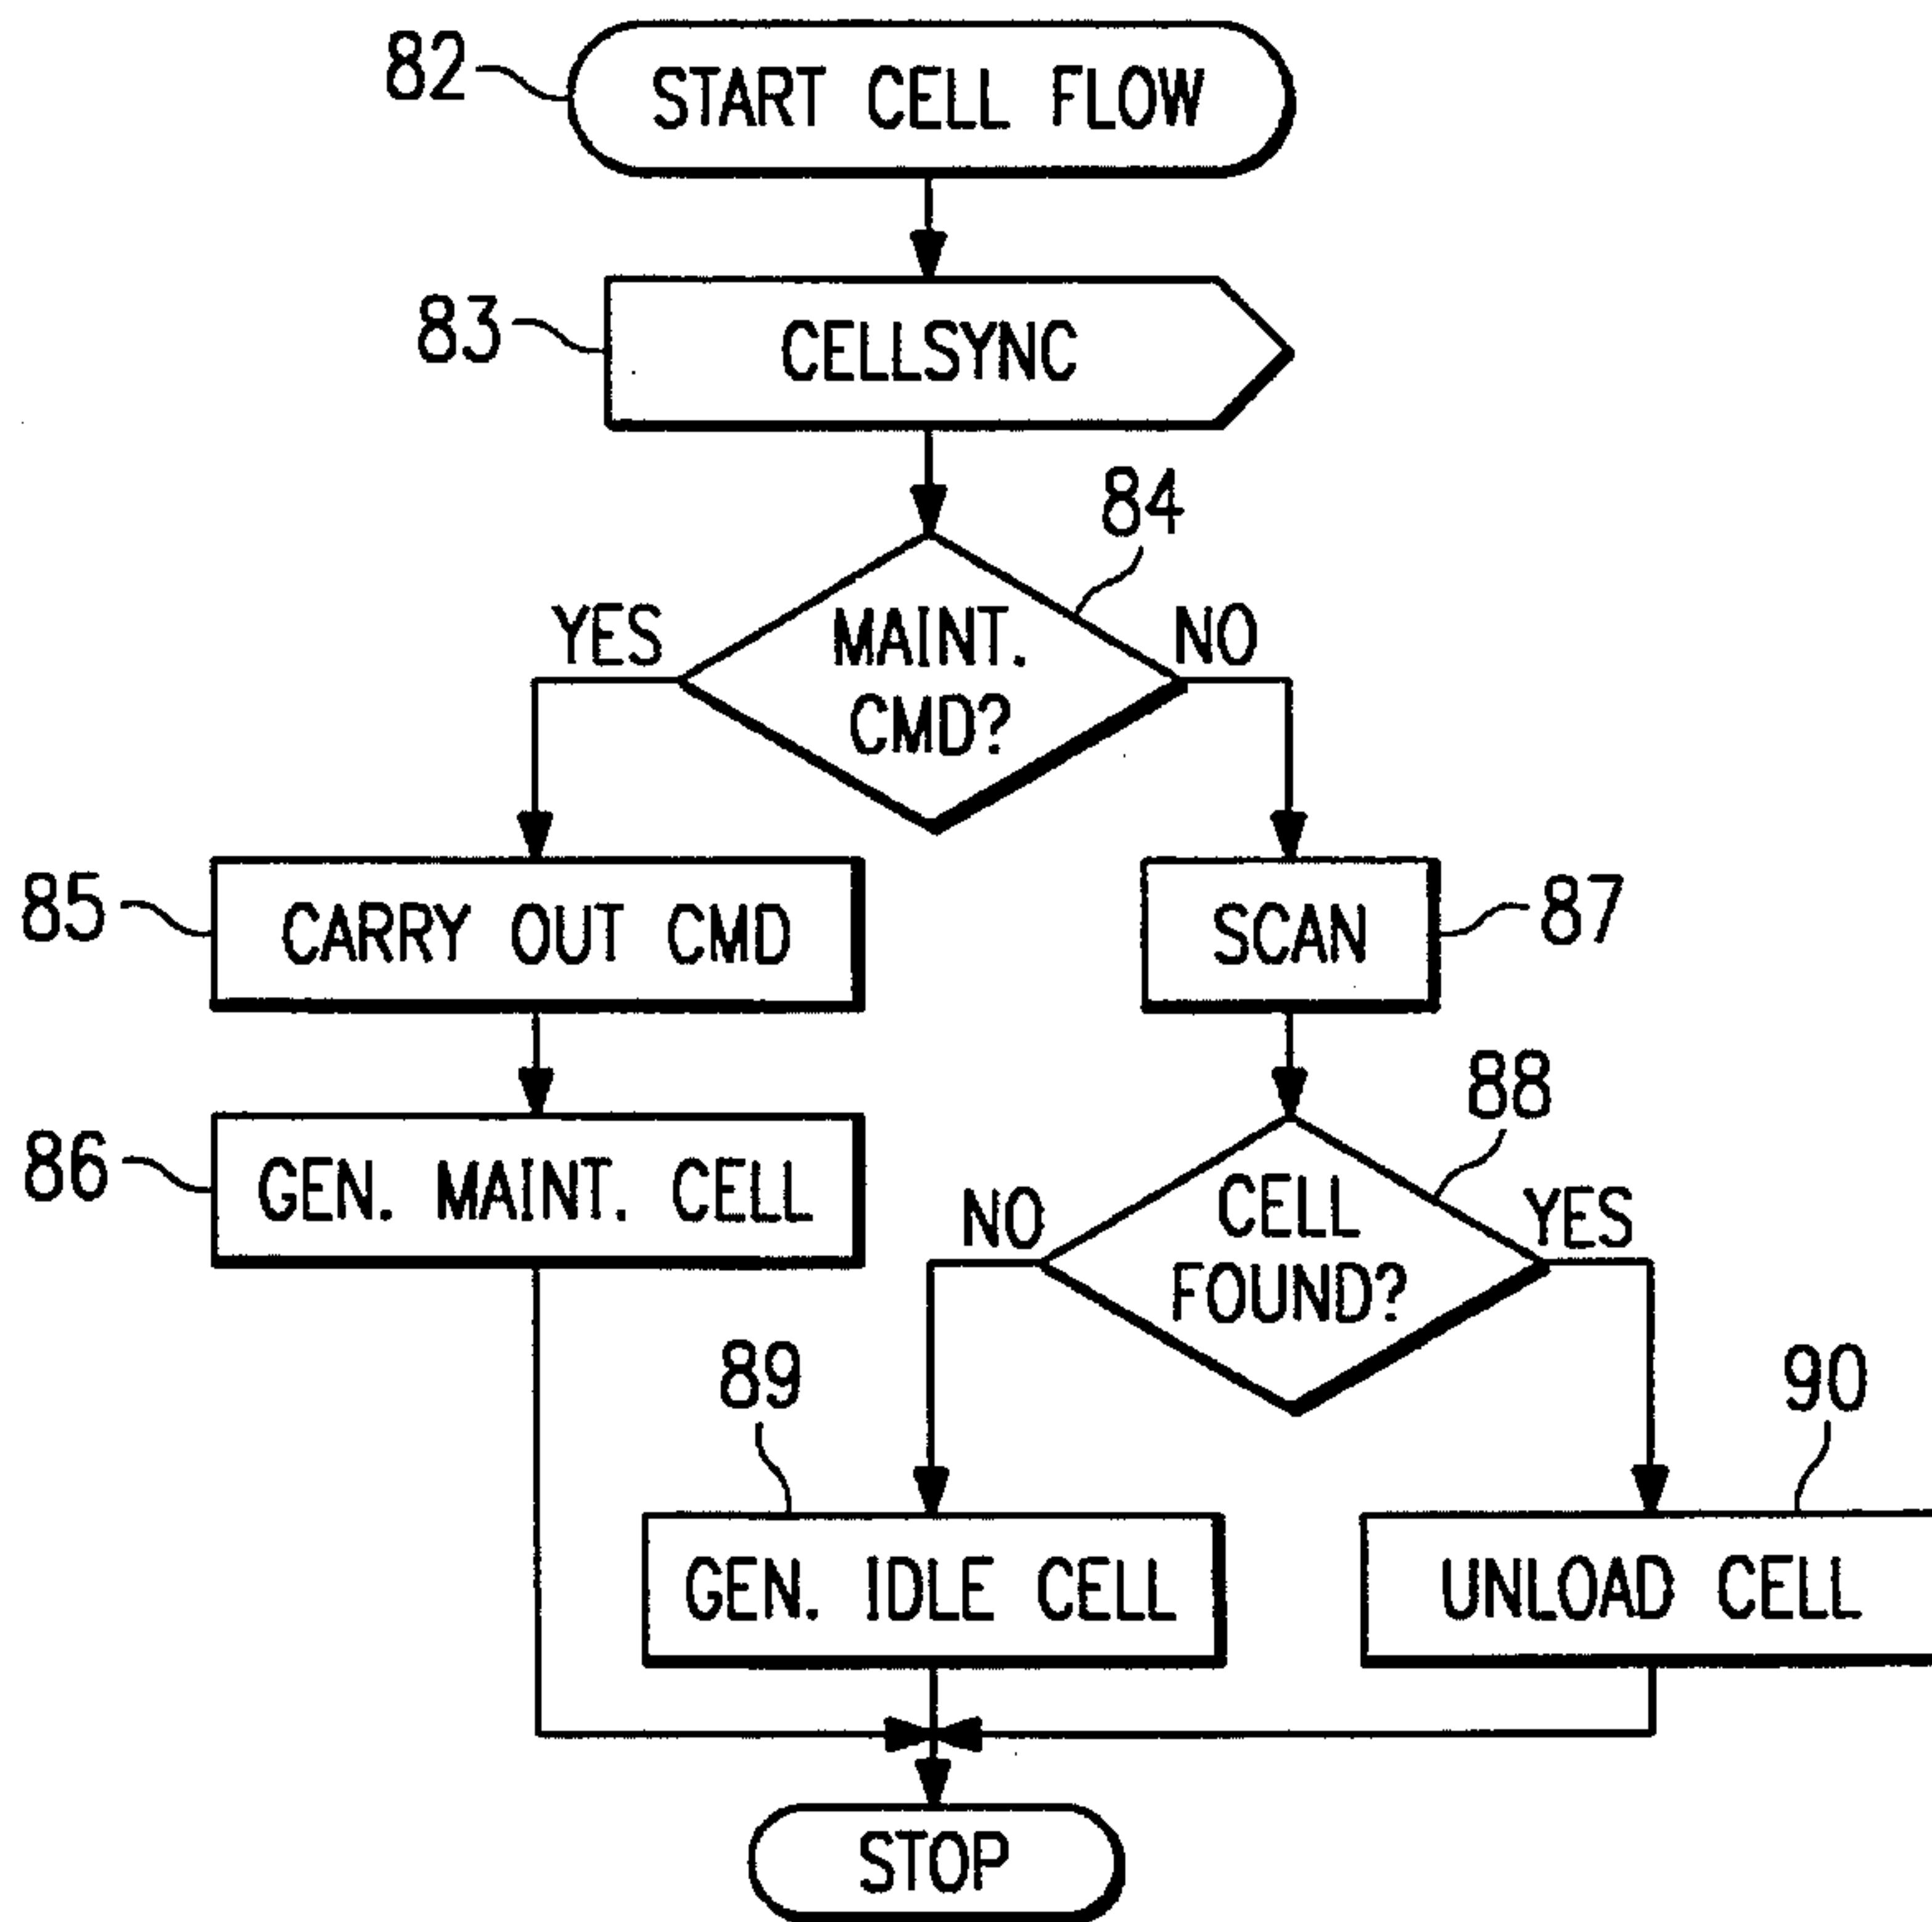 82
START CELL FLOW
83
CELLSYNC
84
YES
MAINT.
CMD?
NO
85
CARRY OUT CMD
SCAN
87
86
GEN. MAINT. CELL
88
NO
CELL
FOUND?
YES
89
90
GEN. IDLE CELL
UNLOAD CELL
STOP